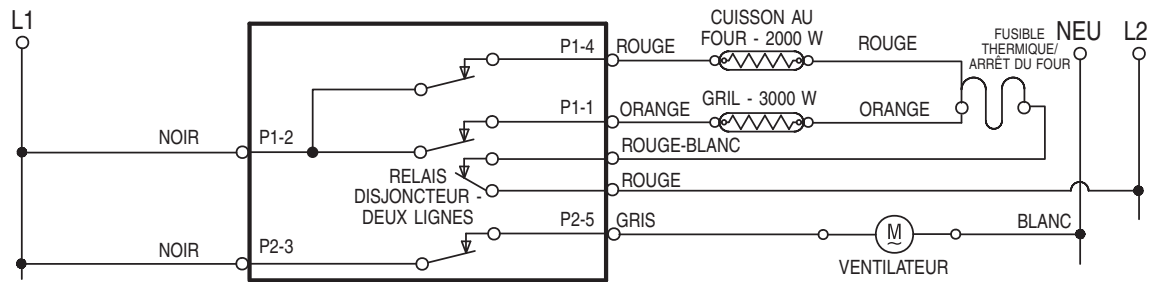 L1
CUISSON AU
FOUR - 2000 W
FUSIBLE
THERMIQUE/
ARRÊT DU FOUR
NEU
L2
P1-4
ROUGE
ROUGE
P1-1
ORANGE
GRIL - 3000 W
ORANGE
NOIR
P1-2
ROUGE-BLANC
RELAIS
DISJONCTEUR -
DEUX LIGNES
ROUGE
P2-5
GRIS
M
~
BLANC
NOIR
P2-3
VENTILATEUR